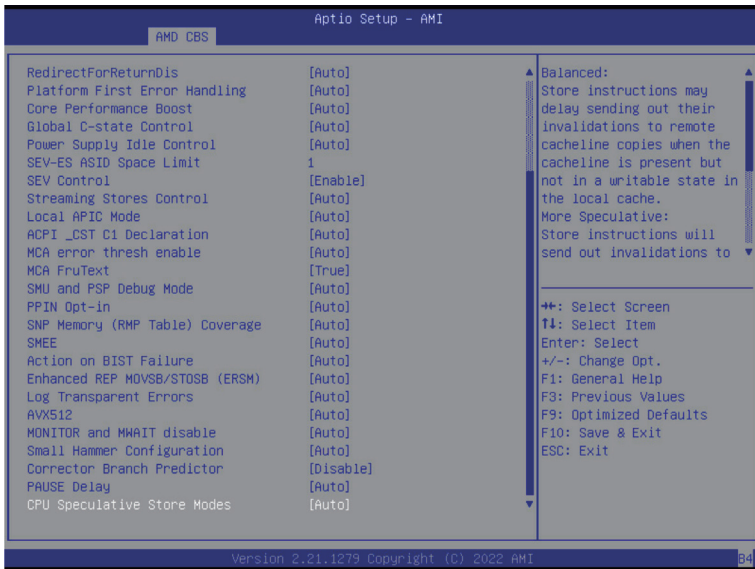 Aptio Setup – AMI
AMD CBS
RedirectForReturnDis [Auto]
Platform First Error Handling [Auto]
Core Performance Boost [Auto]
Global C-state Control [Auto]
Power Supply Idle Control [Auto]
SEV-ES ASID Space Limit 1
SEV Control [Enable]
Streaming Stores Control [Auto]
Local APIC Mode [Auto]
ACPI _CST C1 Declaration [Auto]
MCA error thresh enable [Auto]
MCA FruText [True]
SMU and PSP Debug Mode [Auto]
PPIN Opt-in [Auto]
SNP Memory (RMP Table) Coverage [Auto]
SMEE [Auto]
Action on BIST Failure [Auto]
Enhanced REP MOVSB/STOSB (ERSM) [Auto]
Log Transparent Errors [Auto]
AVX512 [Auto]
MONITOR and MWAIT disable [Auto]
Small Hammer Configuration [Auto]
Corrector Branch Predictor [Disable]
PAUSE Delay [Auto]
CPU Speculative Store Modes [Auto]
Balanced:
Store instructions may
delay sending out their
invalidations to remote
cacheline copies when the
cacheline is present but
not in a writable state in
the local cache.
More Speculative:
Store instructions will
send out invalidations to
→←: Select Screen
↑↓: Select Item
Enter: Select
+/-: Change Opt.
F1: General Help
F3: Previous Values
F9: Optimized Defaults
F10: Save & Exit
ESC: Exit
Version 2.21.1279 Copyright (C) 2022 AMI
B4